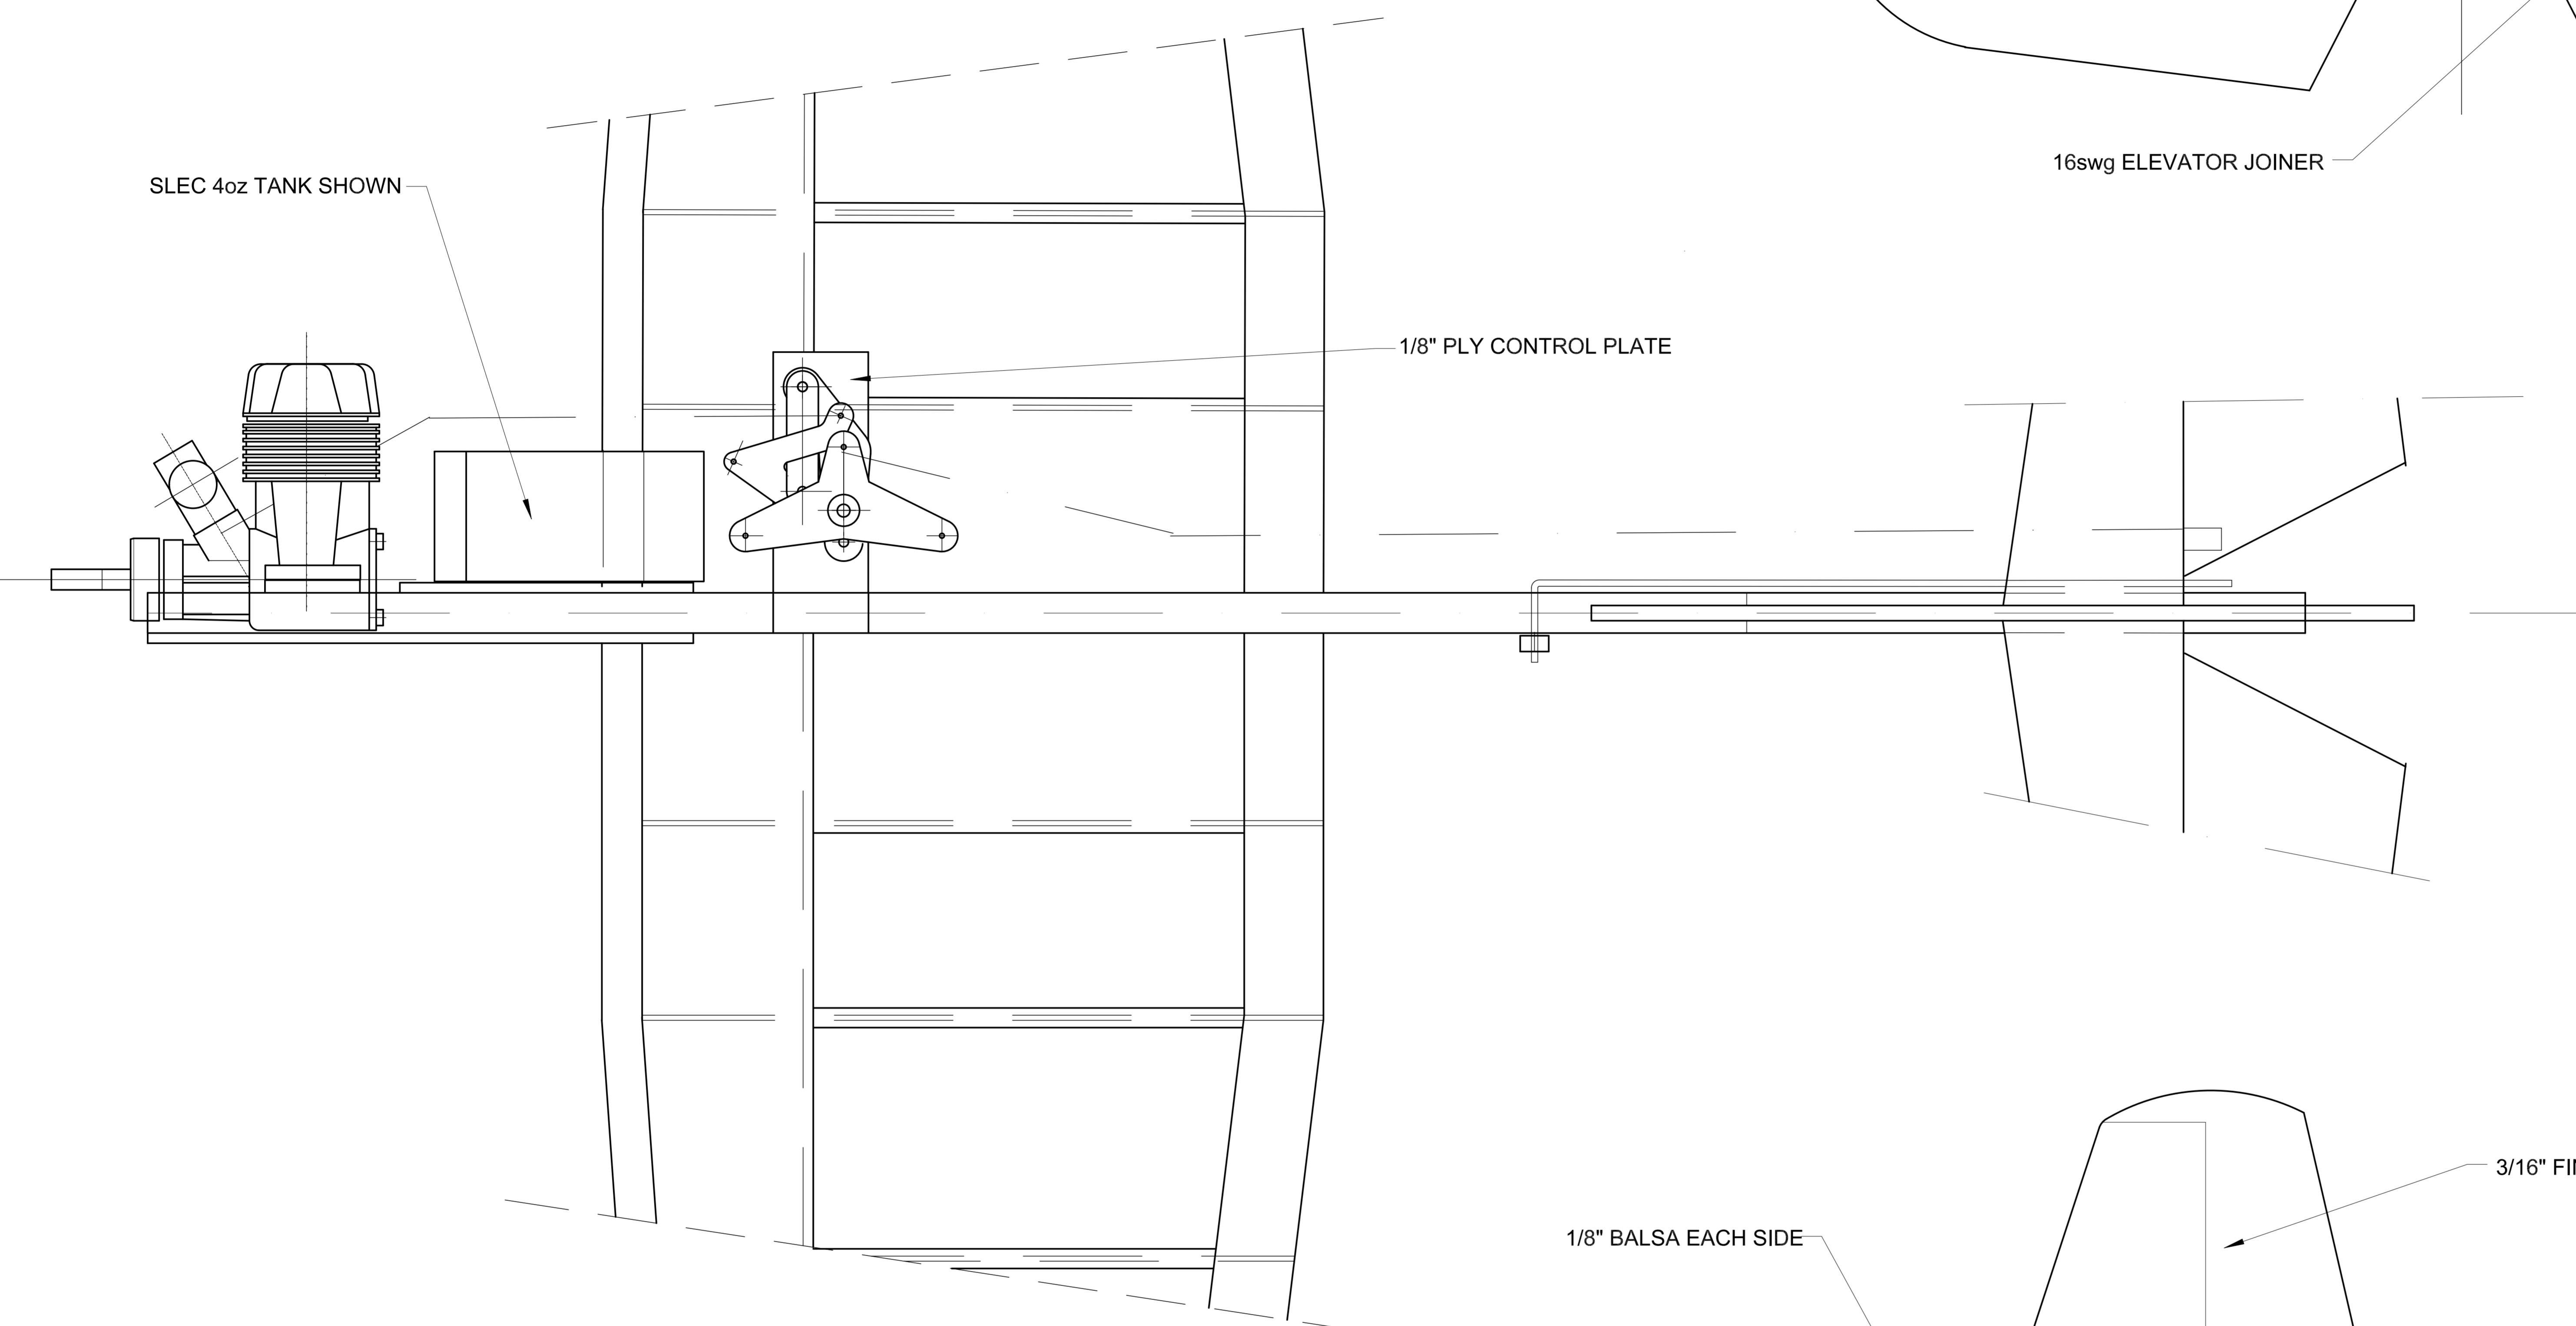 SLEC 4oz TANK SHOWN
16swg ELEVATOR JOINER
1/8" PLY CONTROL PLATE
3/16"
1/8" BALSA EACH SIDE